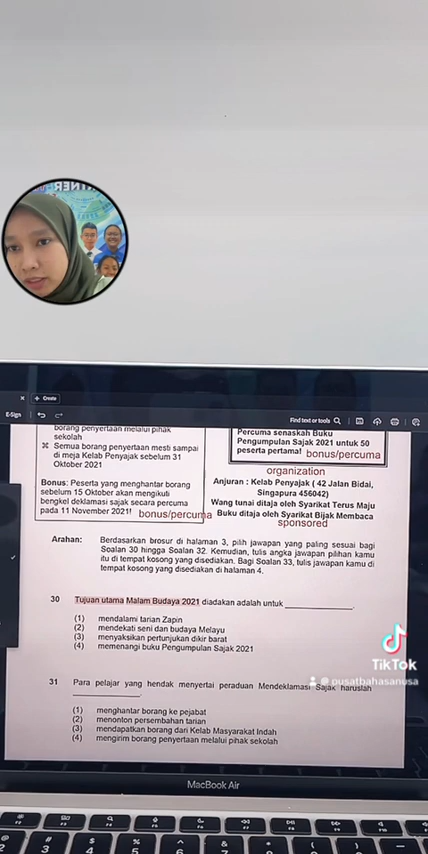 Create
E-Sign
Find text or tools
borang penyertaan melalui pihak
sekolah
⌘ Semua borang penyertaan mesti sampai
di meja Kelab Penyajak sebelum 31
Oktober 2021
Bonus: Peserta yang menghantar borang
sebelum 15 Oktober akan mengikuti
bengkel deklamasi sajak secara percuma
pada 11 November 2021! bonus/percuma
Percuma senaskah Buku
Pengumpulan Sajak 2021 untuk 50
peserta pertama! bonus/percuma
organization
Anjuran : Kelab Penyajak ( 42 Jalan Bidai,
Singapura 456042)
Wang tunai ditaja oleh Syarikat Terus Maju
Buku ditaja oleh Syarikat Bijak Membaca
sponsored
Arahan: Berdasarkan brosur di halaman 3, pilih jawapan yang paling sesuai bagi
Soalan 30 hingga Soalan 32. Kemudian, tulis angka jawapan pilihan kamu
itu di tempat kosong yang disediakan. Bagi Soalan 33, tulis jawapan kamu di
tempat kosong yang disediakan di halaman 4.
30 Tujuan utama Malam Budaya 2021 diadakan adalah untuk ____________.
(1) mendalami tarian Zapin
(2) mendekati seni dan budaya Melayu
(3) menyaksikan pertunjukan dikir barat
(4) memenangi buku Pengumpulan Sajak 2021
31 Para pelajar yang hendak menyertai peraduan Mendeklamasi Sajak haruslah
____________.
(1) menghantar borang ke pejabat
(2) menonton persembahan tarian
(3) mendapatkan borang dari Kelab Masyarakat Indah
(4) mengirim borang penyertaan melalui pihak sekolah
TikTok
@pusatbahasanusa
MacBook Air